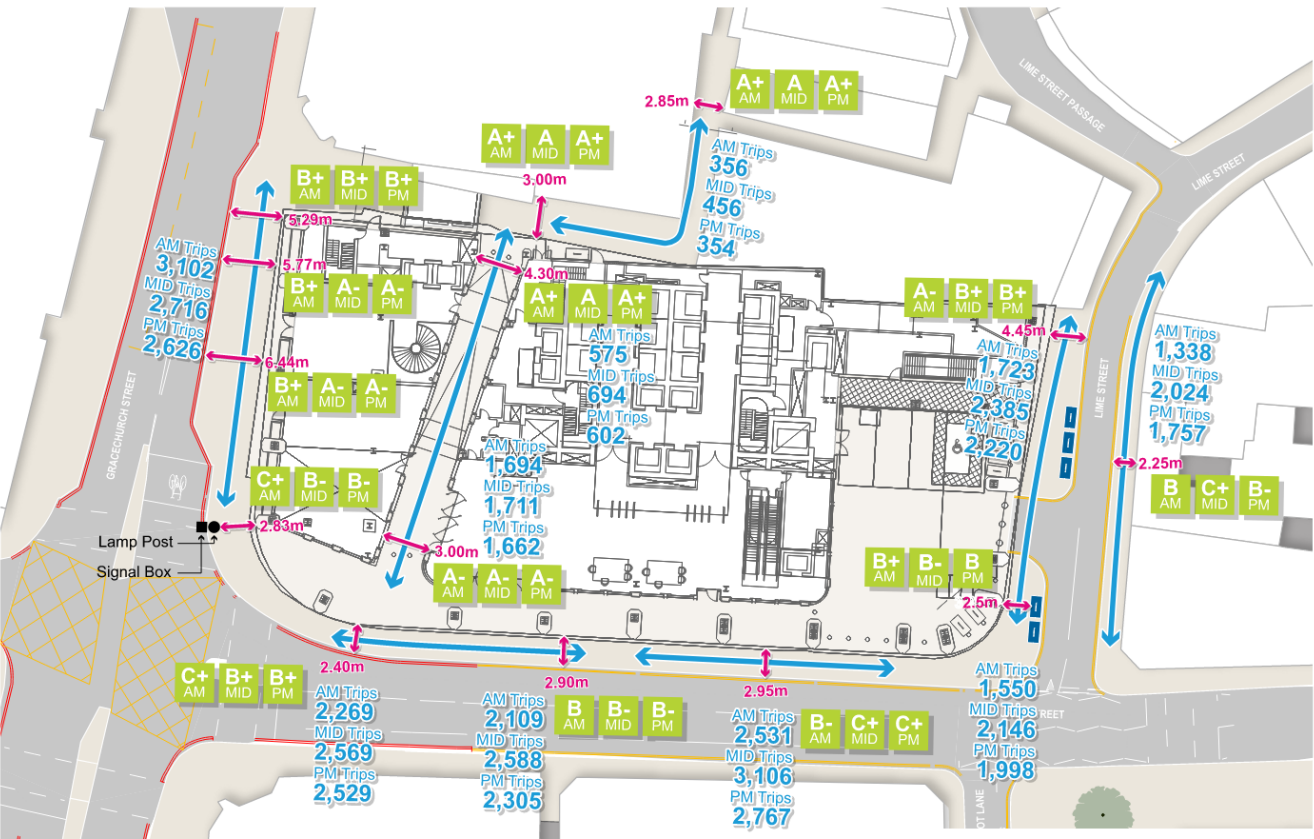 LIME STREET PASSAGE
LIME STREET
2.85m
A+ A A+
AM MID PM
A+ A A+
AM MID PM
3.00m
AM Trips
356
MID Trips
456
PM Trips
354
B+ B+ B+
AM MID PM
5.29m
5.77m
AM Trips
3,102
MID Trips
2,716
PM Trips
2,626
B+ A- A-
AM MID PM
4.30m
A+ A A+
AM MID PM
AM Trips
575
MID Trips
694
PM Trips
602
A- B+ B+
AM MID PM
4.45m
AM Trips
1,723
MID Trips
2,385
PM Trips
2,220
LIME STREET
AM Trips
1,338
MID Trips
2,024
PM Trips
1,757
6.44m
B+ A- A-
AM MID PM
GRACECHURCH STREET
AM Trips
1,694
MID Trips
1,711
PM Trips
1,662
2.25m
B C+ B-
AM MID PM
C+ B- B-
AM MID PM
2.83m
Lamp Post
Signal Box
3.00m
A- A- A-
AM MID PM
B+ B- B
AM MID PM
2.5m
2.40m
2.90m
2.95m
C+ B+ B+
AM MID PM
AM Trips
2,269
MID Trips
2,569
PM Trips
2,529
AM Trips
2,109
MID Trips
2,588
PM Trips
2,305
B B- B-
AM MID PM
AM Trips
2,531
MID Trips
3,106
PM Trips
2,767
B- C+ C+
AM MID PM
AM Trips
1,550
MID Trips
2,146
PM Trips
1,998
STREET
OT LANE